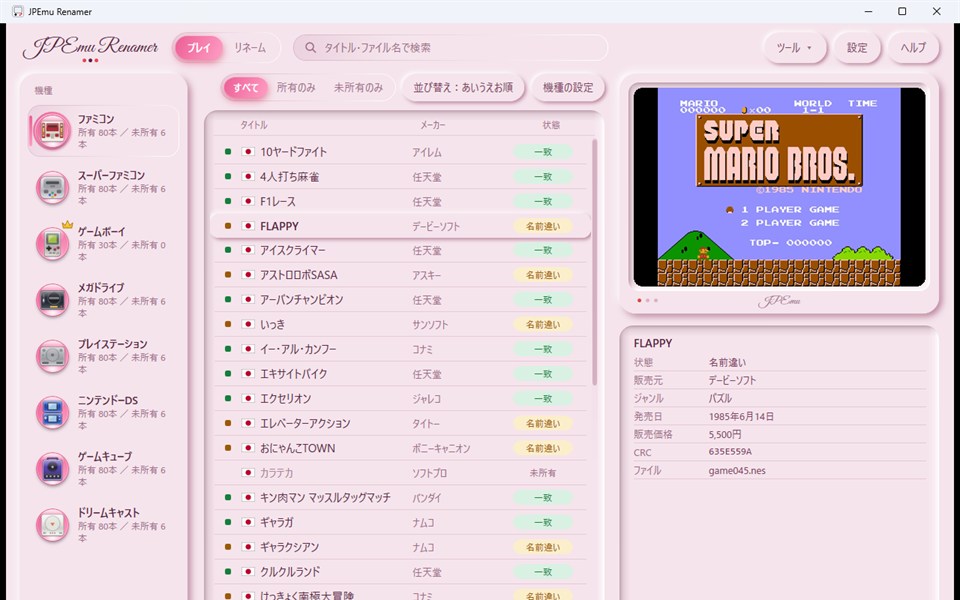 JPEmu Renamer
JPEmu Renamer
プレイ
リネーム
タイトル・ファイル名で検索
ツール
設定
ヘルプ
機種
ファミコン
所有 80本 ／ 未所有 6
本
スーパーファミコン
所有 80本 ／ 未所有 6
本
ゲームボーイ
所有 30本 ／ 未所有 0
本
メガドライブ
所有 80本 ／ 未所有 6
本
プレイステーション
所有 80本 ／ 未所有 6
本
ニンテンドーDS
所有 80本 ／ 未所有 6
本
ゲームキューブ
所有 80本 ／ 未所有 6
本
ドリームキャスト
所有 80本 ／ 未所有 6
本
すべて
所有のみ
未所有のみ
並び替え：あいうえお順
機種の設定
タイトル メーカー 状態
10ヤードファイト アイレム 一致
4人打ち麻雀 任天堂 一致
F1レース 任天堂 一致
FLAPPY デービーソフト 名前違い
アイスクライマー 任天堂 一致
アストロロボSASA アスキー 名前違い
アーバンチャンピオン 任天堂 一致
いっき サンソフト 名前違い
イー・アル・カンフー コナミ 一致
エキサイトバイク 任天堂 一致
エクセリオン ジャレコ 一致
エレベーターアクション タイトー 名前違い
おにゃんこTOWN ポニーキャニオン 名前違い
カラテカ ソフトプロ 未所有
キン肉マン マッスルタッグマッチ バンダイ 一致
ギャラガ ナムコ 一致
ギャラクシアン ナムコ 名前違い
クルクルランド 任天堂 一致
けっきょく南極大冒険 コナミ 名前違い
MARIO WORLD TIME
000000 x00 1-1
SUPER
MARIO BROS.
©1985 NINTENDO
1 PLAYER GAME
2 PLAYER GAME
TOP- 000000
JPEmu
FLAPPY
状態 名前違い
販売元 デービーソフト
ジャンル パズル
発売日 1985年6月14日
販売価格 5,500円
CRC 635E559A
ファイル game045.nes